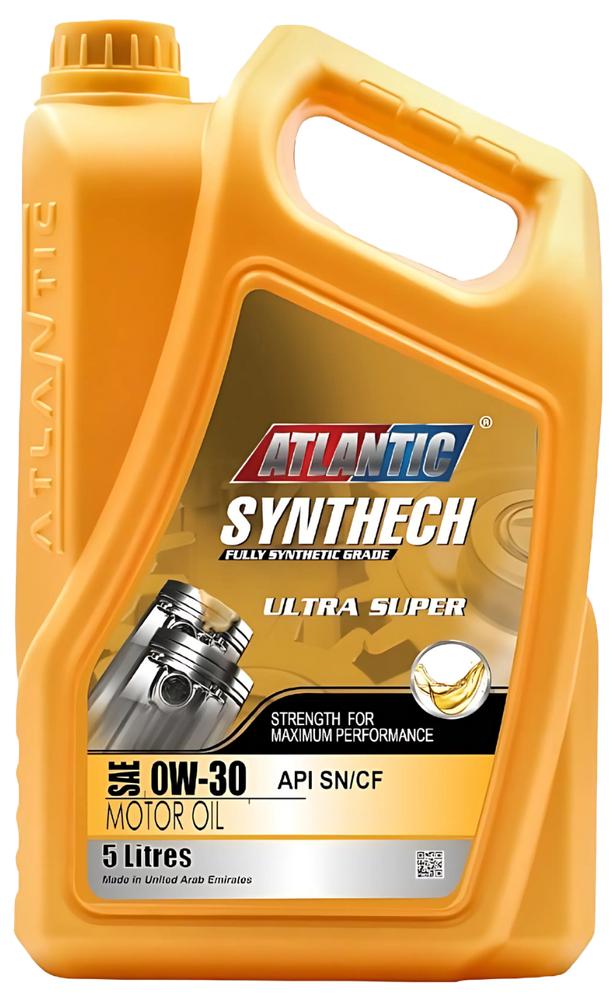 ATLANTIC
ATLANTIC ®
SYNTHECH
FULLY SYNTHETIC GRADE
ULTRA SUPER
STRENGTH FOR
MAXIMUM PERFORMANCE
SAE 0W-30 API SN/CF
MOTOR OIL
5 Litres
Made in United Arab Emirates